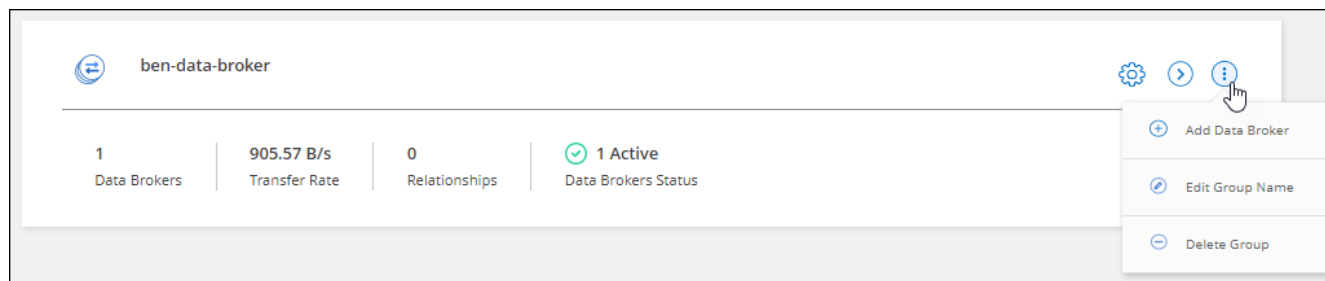 ben-data-broker
Add Data Broker
1
905.57 B/s
0
1 Active
Data Brokers
Transfer Rate
Relationships
Data Brokers Status
Edit Group Name
Delete Group